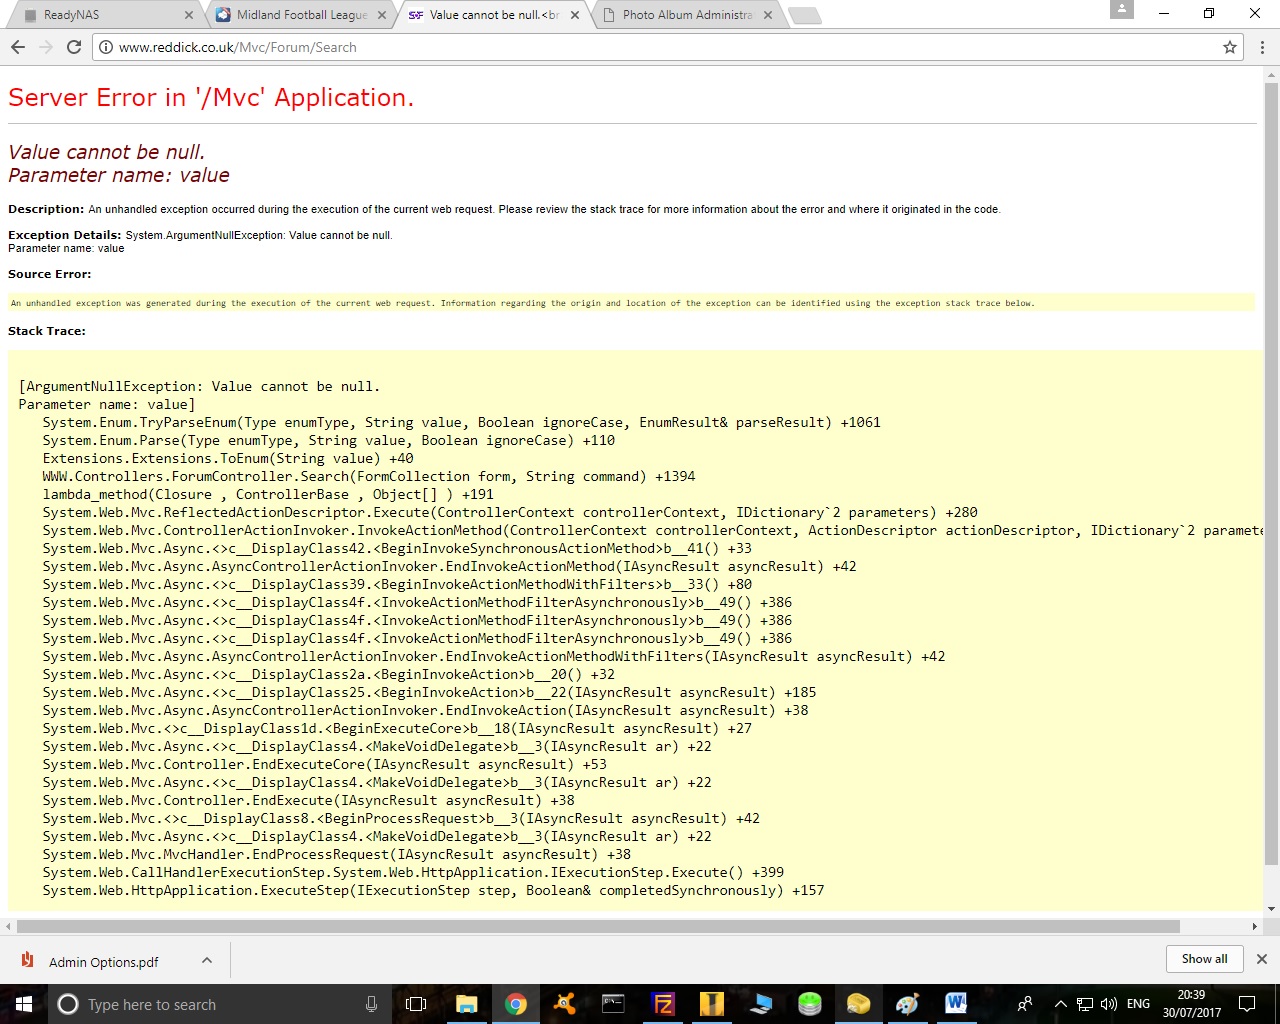 ReadyNAS
Midland Football League
Value cannot be null.<br
Photo Album Administra
www.reddick.co.uk/Mvc/Forum/Search
Server Error in '/Mvc' Application.
Value cannot be null.
Parameter name: value
Description: An unhandled exception occurred during the execution of the current web request. Please review the stack trace for more information about the error and where it originated in the code.
Exception Details: System.ArgumentNullException: Value cannot be null.
Parameter name: value
Source Error:
An unhandled exception was generated during the execution of the current web request. Information regarding the origin and location of the exception can be identified using the exception stack trace below.
Stack Trace:
[ArgumentNullException: Value cannot be null.
Parameter name: value]
System.Enum.TryParseEnum(Type enumType, String value, Boolean ignoreCase, EnumResult& parseResult) +1061
System.Enum.Parse(Type enumType, String value, Boolean ignoreCase) +110
Extensions.Extensions.ToEnum(String value) +40
WWW.Controllers.ForumController.Search(FormCollection form, String command) +1394
lambda_method(Closure , ControllerBase , Object[] ) +191
System.Web.Mvc.ReflectedActionDescriptor.Execute(ControllerContext controllerContext, IDictionary`2 parameters) +280
System.Web.Mvc.ControllerActionInvoker.InvokeActionMethod(ControllerContext controllerContext, ActionDescriptor actionDescriptor, IDictionary`2 paramete
System.Web.Mvc.Async.<>c__DisplayClass42.<BeginInvokeSynchronousActionMethod>b__41() +33
System.Web.Mvc.Async.AsyncControllerActionInvoker.EndInvokeActionMethod(IAsyncResult asyncResult) +42
System.Web.Mvc.Async.<>c__DisplayClass39.<BeginInvokeActionMethodWithFilters>b__33() +80
System.Web.Mvc.Async.<>c__DisplayClass4f.<InvokeActionMethodFilterAsynchronously>b__49() +386
System.Web.Mvc.Async.<>c__DisplayClass4f.<InvokeActionMethodFilterAsynchronously>b__49() +386
System.Web.Mvc.Async.<>c__DisplayClass4f.<InvokeActionMethodFilterAsynchronously>b__49() +386
System.Web.Mvc.Async.AsyncControllerActionInvoker.EndInvokeActionMethodWithFilters(IAsyncResult asyncResult) +42
System.Web.Mvc.Async.<>c__DisplayClass2a.<BeginInvokeAction>b__20() +32
System.Web.Mvc.Async.<>c__DisplayClass25.<BeginInvokeAction>b__22(IAsyncResult asyncResult) +185
System.Web.Mvc.Async.AsyncControllerActionInvoker.EndInvokeAction(IAsyncResult asyncResult) +38
System.Web.Mvc.<>c__DisplayClass1d.<BeginExecuteCore>b__18(IAsyncResult asyncResult) +27
System.Web.Mvc.Async.<>c__DisplayClass4.<MakeVoidDelegate>b__3(IAsyncResult ar) +22
System.Web.Mvc.Controller.EndExecuteCore(IAsyncResult asyncResult) +53
System.Web.Mvc.Async.<>c__DisplayClass4.<MakeVoidDelegate>b__3(IAsyncResult ar) +22
System.Web.Mvc.Controller.EndExecute(IAsyncResult asyncResult) +38
System.Web.Mvc.<>c__DisplayClass8.<BeginProcessRequest>b__3(IAsyncResult asyncResult) +42
System.Web.Mvc.Async.<>c__DisplayClass4.<MakeVoidDelegate>b__3(IAsyncResult ar) +22
System.Web.Mvc.MvcHandler.EndProcessRequest(IAsyncResult asyncResult) +38
System.Web.CallHandlerExecutionStep.System.Web.HttpApplication.IExecutionStep.Execute() +399
System.Web.HttpApplication.ExecuteStep(IExecutionStep step, Boolean& completedSynchronously) +157
Admin Options.pdf
Show all
Type here to search
ENG
20:39
30/07/2017